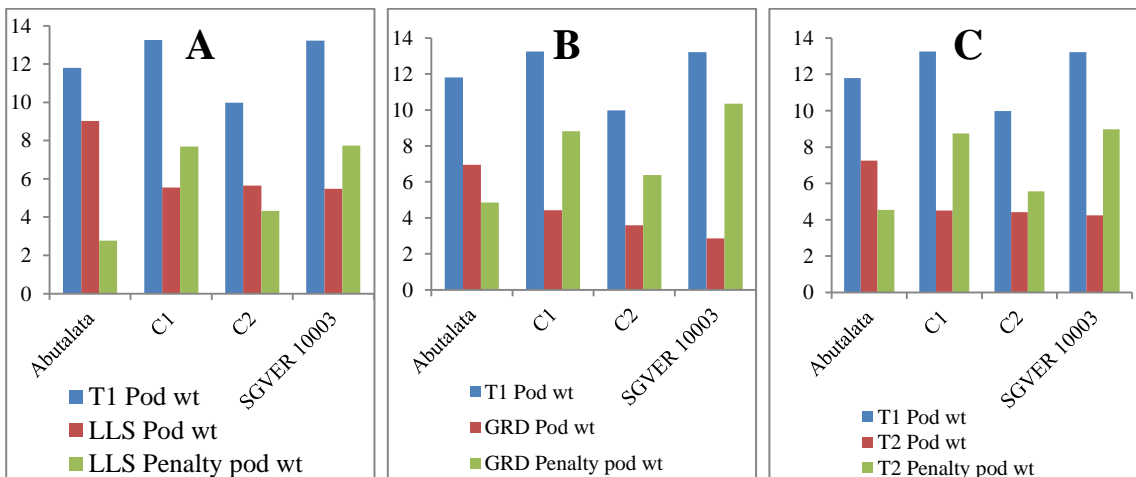 A
14
12
10
8
6
4
2
0
Abutalata
C1
C2
SGVER 10003
T1 Pod wt
LLS Pod wt
LLS Penalty pod wt
B
14
12
10
8
6
4
2
0
Abutalata
C1
C2
SGVER 10003
T1 Pod wt
GRD Pod wt
GRD Penalty pod wt
C
14
12
10
8
6
4
2
0
Abutalata
C1
C2
SGVER 10003
T1 Pod wt
T2 Pod wt
T2 Penalty pod wt